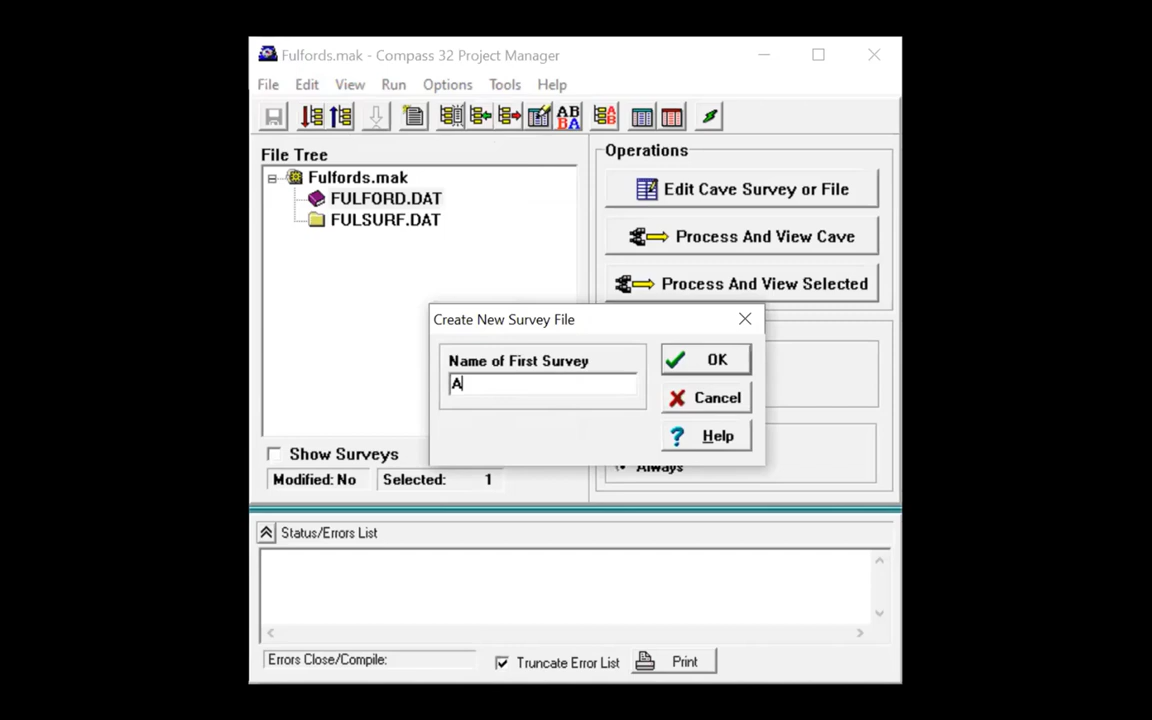 Fulfords.mak - Compass 32 Project Manager
File Edit View Run Options Tools Help
AB
BA
AB
File Tree
Fulfords.mak
FULFORD.DAT
FULSURF.DAT
Operations
Edit Cave Survey or File
Process And View Cave
Process And View Selected
Create New Survey File
Name of First Survey
A
OK
Cancel
Help
Always
Show Surveys
Modified: No Selected: 1
Status/Errors List
Errors Close/Compile:
Truncate Error List
Print